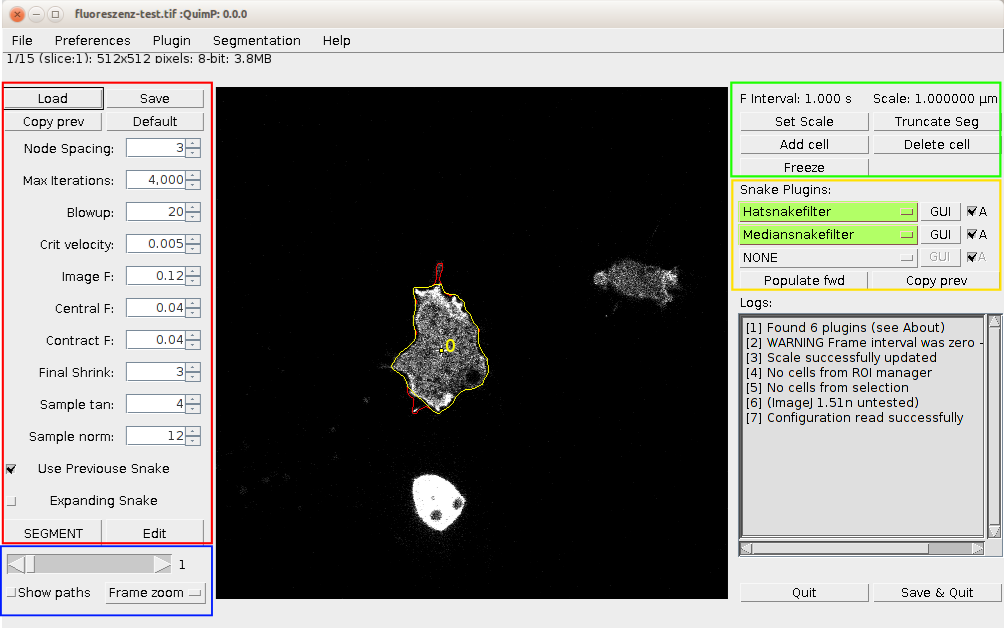 fluoreszenz-test.tif :QuimP: 0.0.0
File Preferences Plugin Segmentation Help
1/15 (slice:1): 512x512 pixels: 8-bit: 3.8MB
Load Save
Copy prev Default
Node Spacing: 3
Max Iterations: 4,000
Blowup: 20
Crit velocity: 0.005
Image F: 0.12
Central F: 0.04
Contract F: 0.04
Final Shrink: 3
Sample tan: 4
Sample norm: 12
Use Previouse Snake
Expanding Snake
SEGMENT Edit
1
Show paths Frame zoom
0
F Interval: 1.000 s Scale: 1.000000 µm
Set Scale Truncate Seg
Add cell Delete cell
Freeze
Snake Plugins:
Hatsnakefilter GUI A
Mediansnakefilter GUI A
NONE GUI A
Populate fwd Copy prev
Logs:
[1] Found 6 plugins (see About)
[2] WARNING Frame interval was zero -
[3] Scale successfully updated
[4] No cells from ROI manager
[5] No cells from selection
[6] (ImageJ 1.51n untested)
[7] Configuration read successfully
Quit Save & Quit